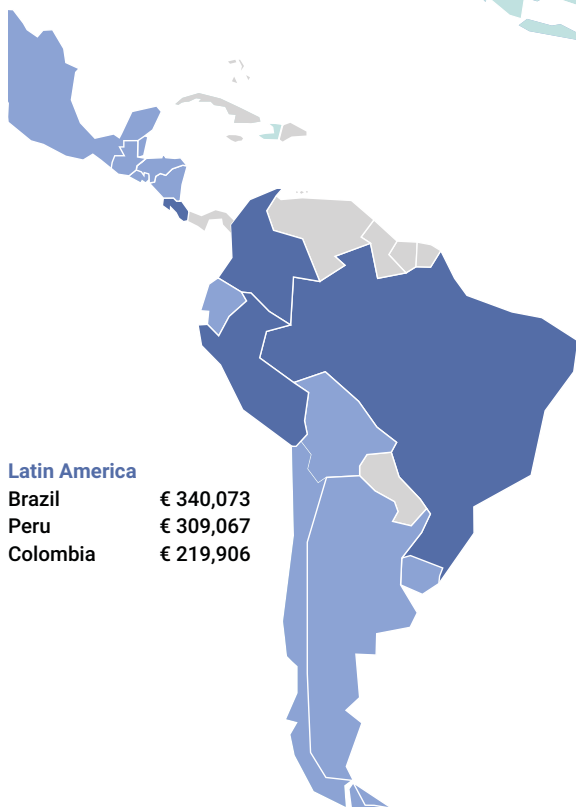 Latin America
Brazil € 340,073
Peru € 309,067
Colombia € 219,906